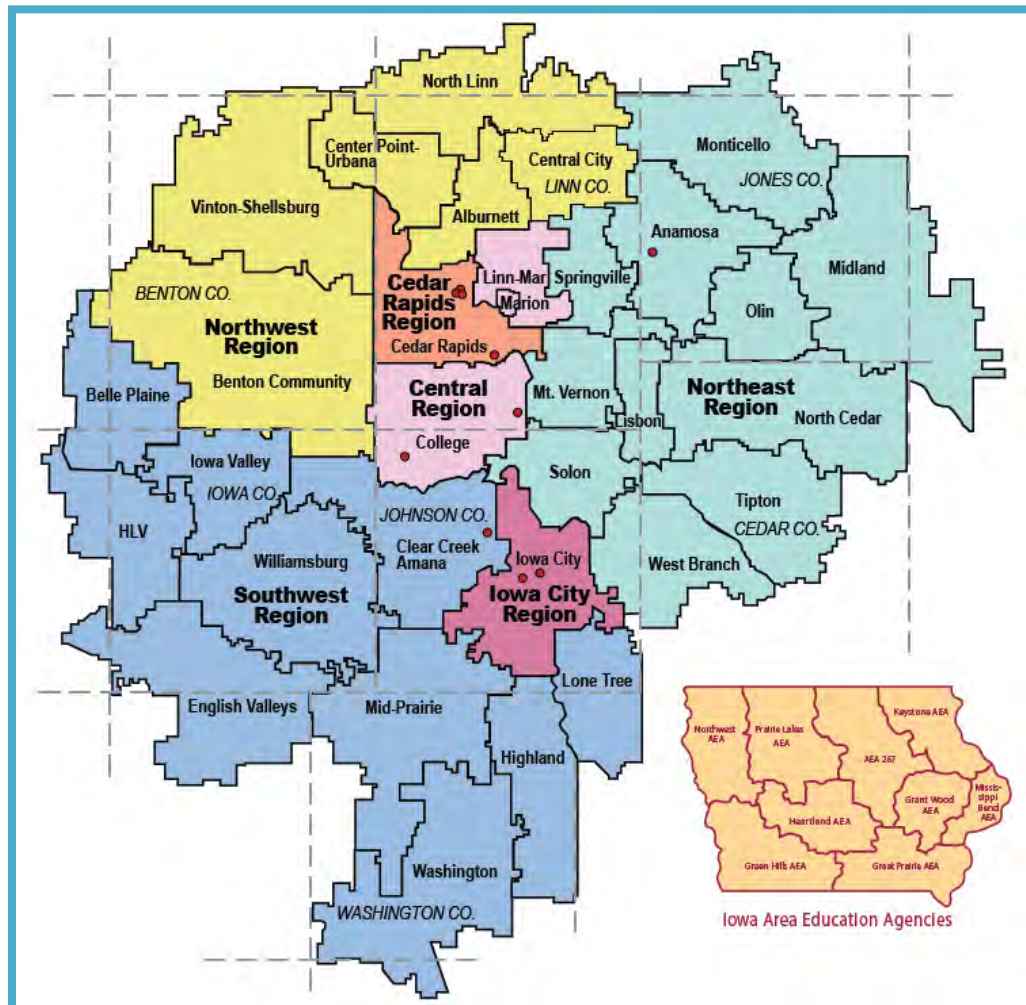 North Linn
Monticello
Center Point-
Urbana
Central City
LINN CO.
JONES CO.
Vinton-Shellsburg
Alburnett
Anamosa
Midland
Linn-Mar
Springville
Cedar
Rapids
Region
BENTON CO.
Marion
Olin
Northwest
Region
Cedar Rapids
Benton Community
Belle Plaine
Central
Region
Mt. Vernon
Northeast
Region
Lisbon
North Cedar
College
Iowa Valley
IOWA CO.
Solon
Tipton
CEDAR CO.
HLV
JOHNSON CO.
Clear Creek
Amana
Williamsburg
Iowa City
West Branch
Southwest
Region
Iowa City
Region
Lone Tree
English Valleys
Mid-Prairie
Highland
Washington
WASHINGTON CO.
Northwest
AEA
Prairie Lakes
AEA
Keystone AEA
AEA 267
Grant Wood
AEA
Missis-
sippi
Bend
AEA
Heartland AEA
Green Hills AEA
Great Prairie AEA
Iowa Area Education Agencies